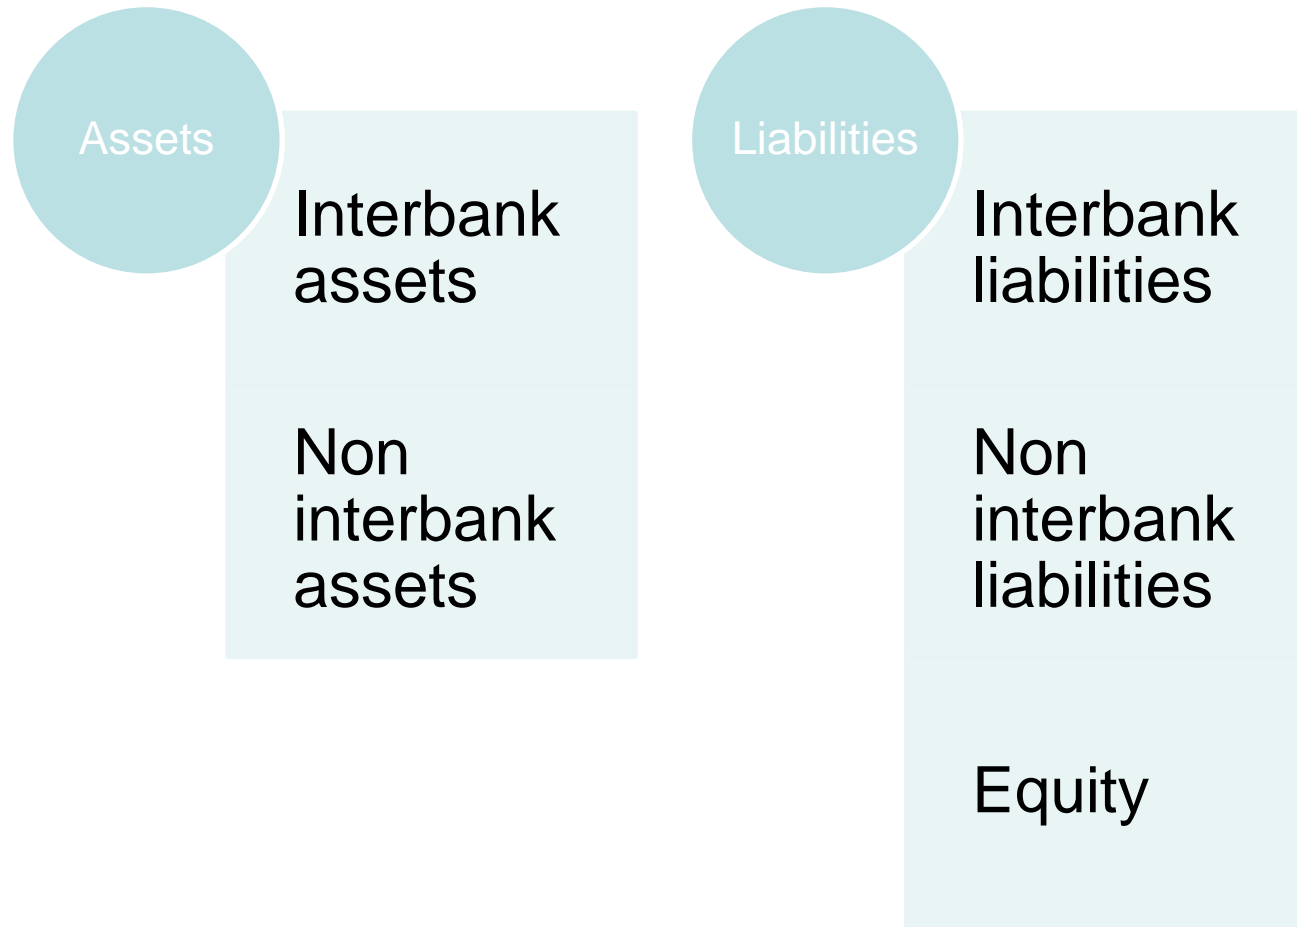 Assets
Interbank
assets
Non
interbank
assets
Liabilities
Interbank
liabilities
Non
interbank
liabilities
Equity